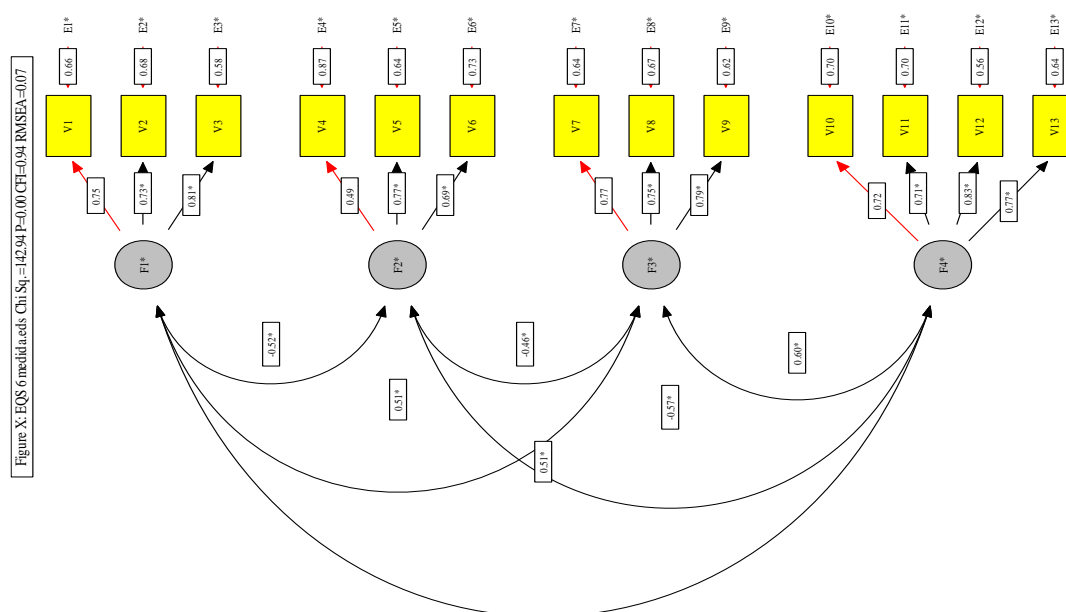 Figure X: EQS 6 medida.eds Chi Sq.=142.94 P=0.00 CFI=0.94 RMSEA=0.07
E1*
E2*
E3*
E4*
E5*
E6*
E7*
E8*
E9*
E10*
E11*
E12*
E13*
0.66
0.68
0.58
0.87
0.64
0.73
0.64
0.67
0.62
0.70
0.70
0.56
0.64
V1
V2
V3
V4
V5
V6
V7
V8
V9
V10
V11
V12
V13
0.75
0.73*
0.81*
0.49
0.77*
0.69*
0.77
0.75*
0.79*
0.72
0.71*
0.83*
0.77*
F1*
F2*
F3*
F4*
-0.52*
-0.46*
0.60*
0.51*
-0.57*
0.51*